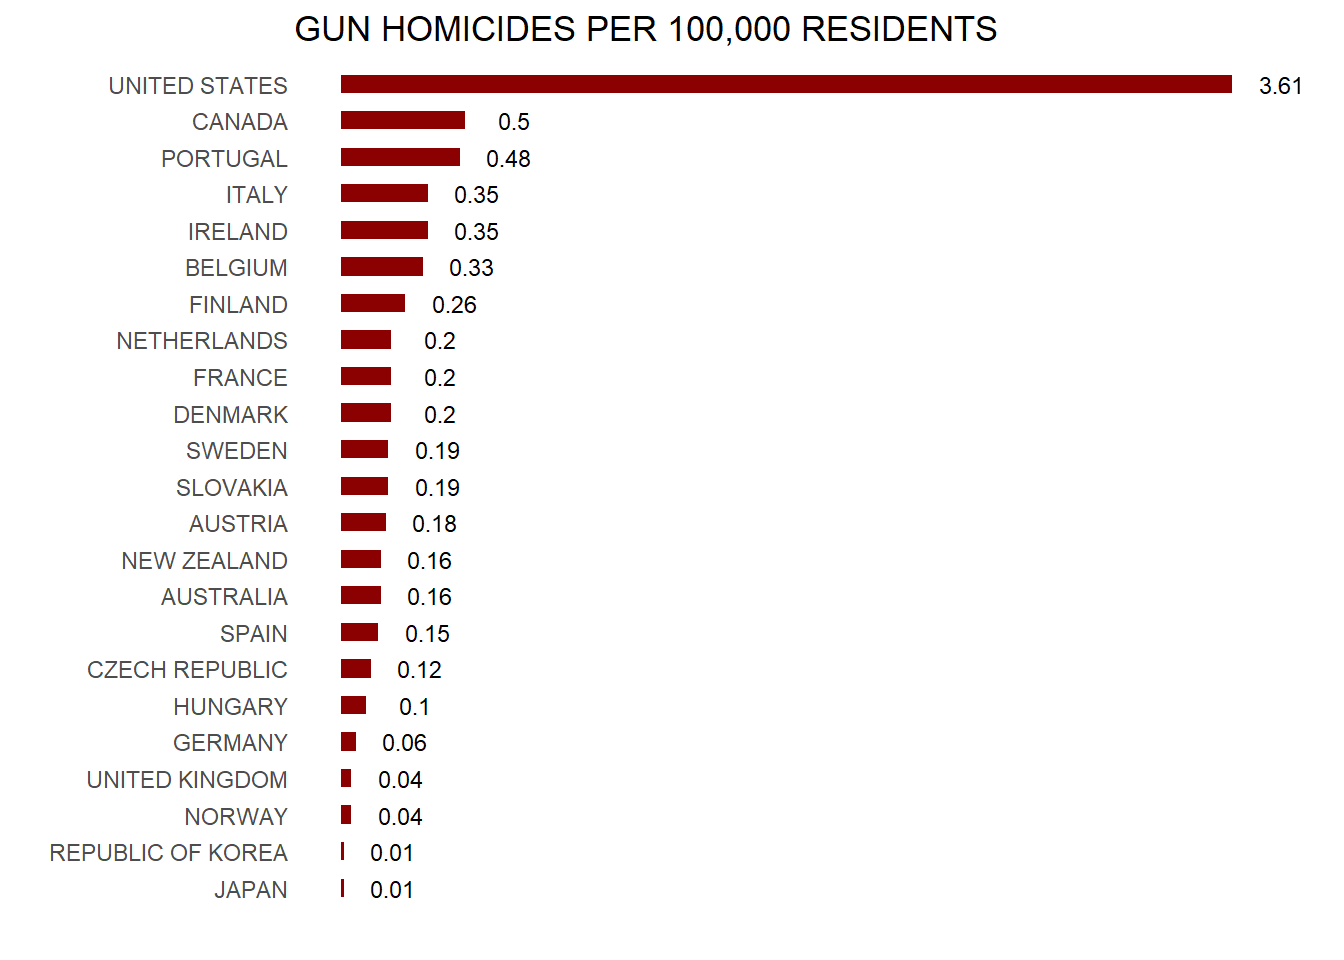 GUN HOMICIDES PER 100,000 RESIDENTS
UNITED STATES 3.61
CANADA 0.5
PORTUGAL 0.48
ITALY 0.35
IRELAND 0.35
BELGIUM 0.33
FINLAND 0.26
NETHERLANDS 0.2
FRANCE 0.2
DENMARK 0.2
SWEDEN 0.19
SLOVAKIA 0.19
AUSTRIA 0.18
NEW ZEALAND 0.16
AUSTRALIA 0.16
SPAIN 0.15
CZECH REPUBLIC 0.12
HUNGARY 0.1
GERMANY 0.06
UNITED KINGDOM 0.04
NORWAY 0.04
REPUBLIC OF KOREA 0.01
JAPAN 0.01